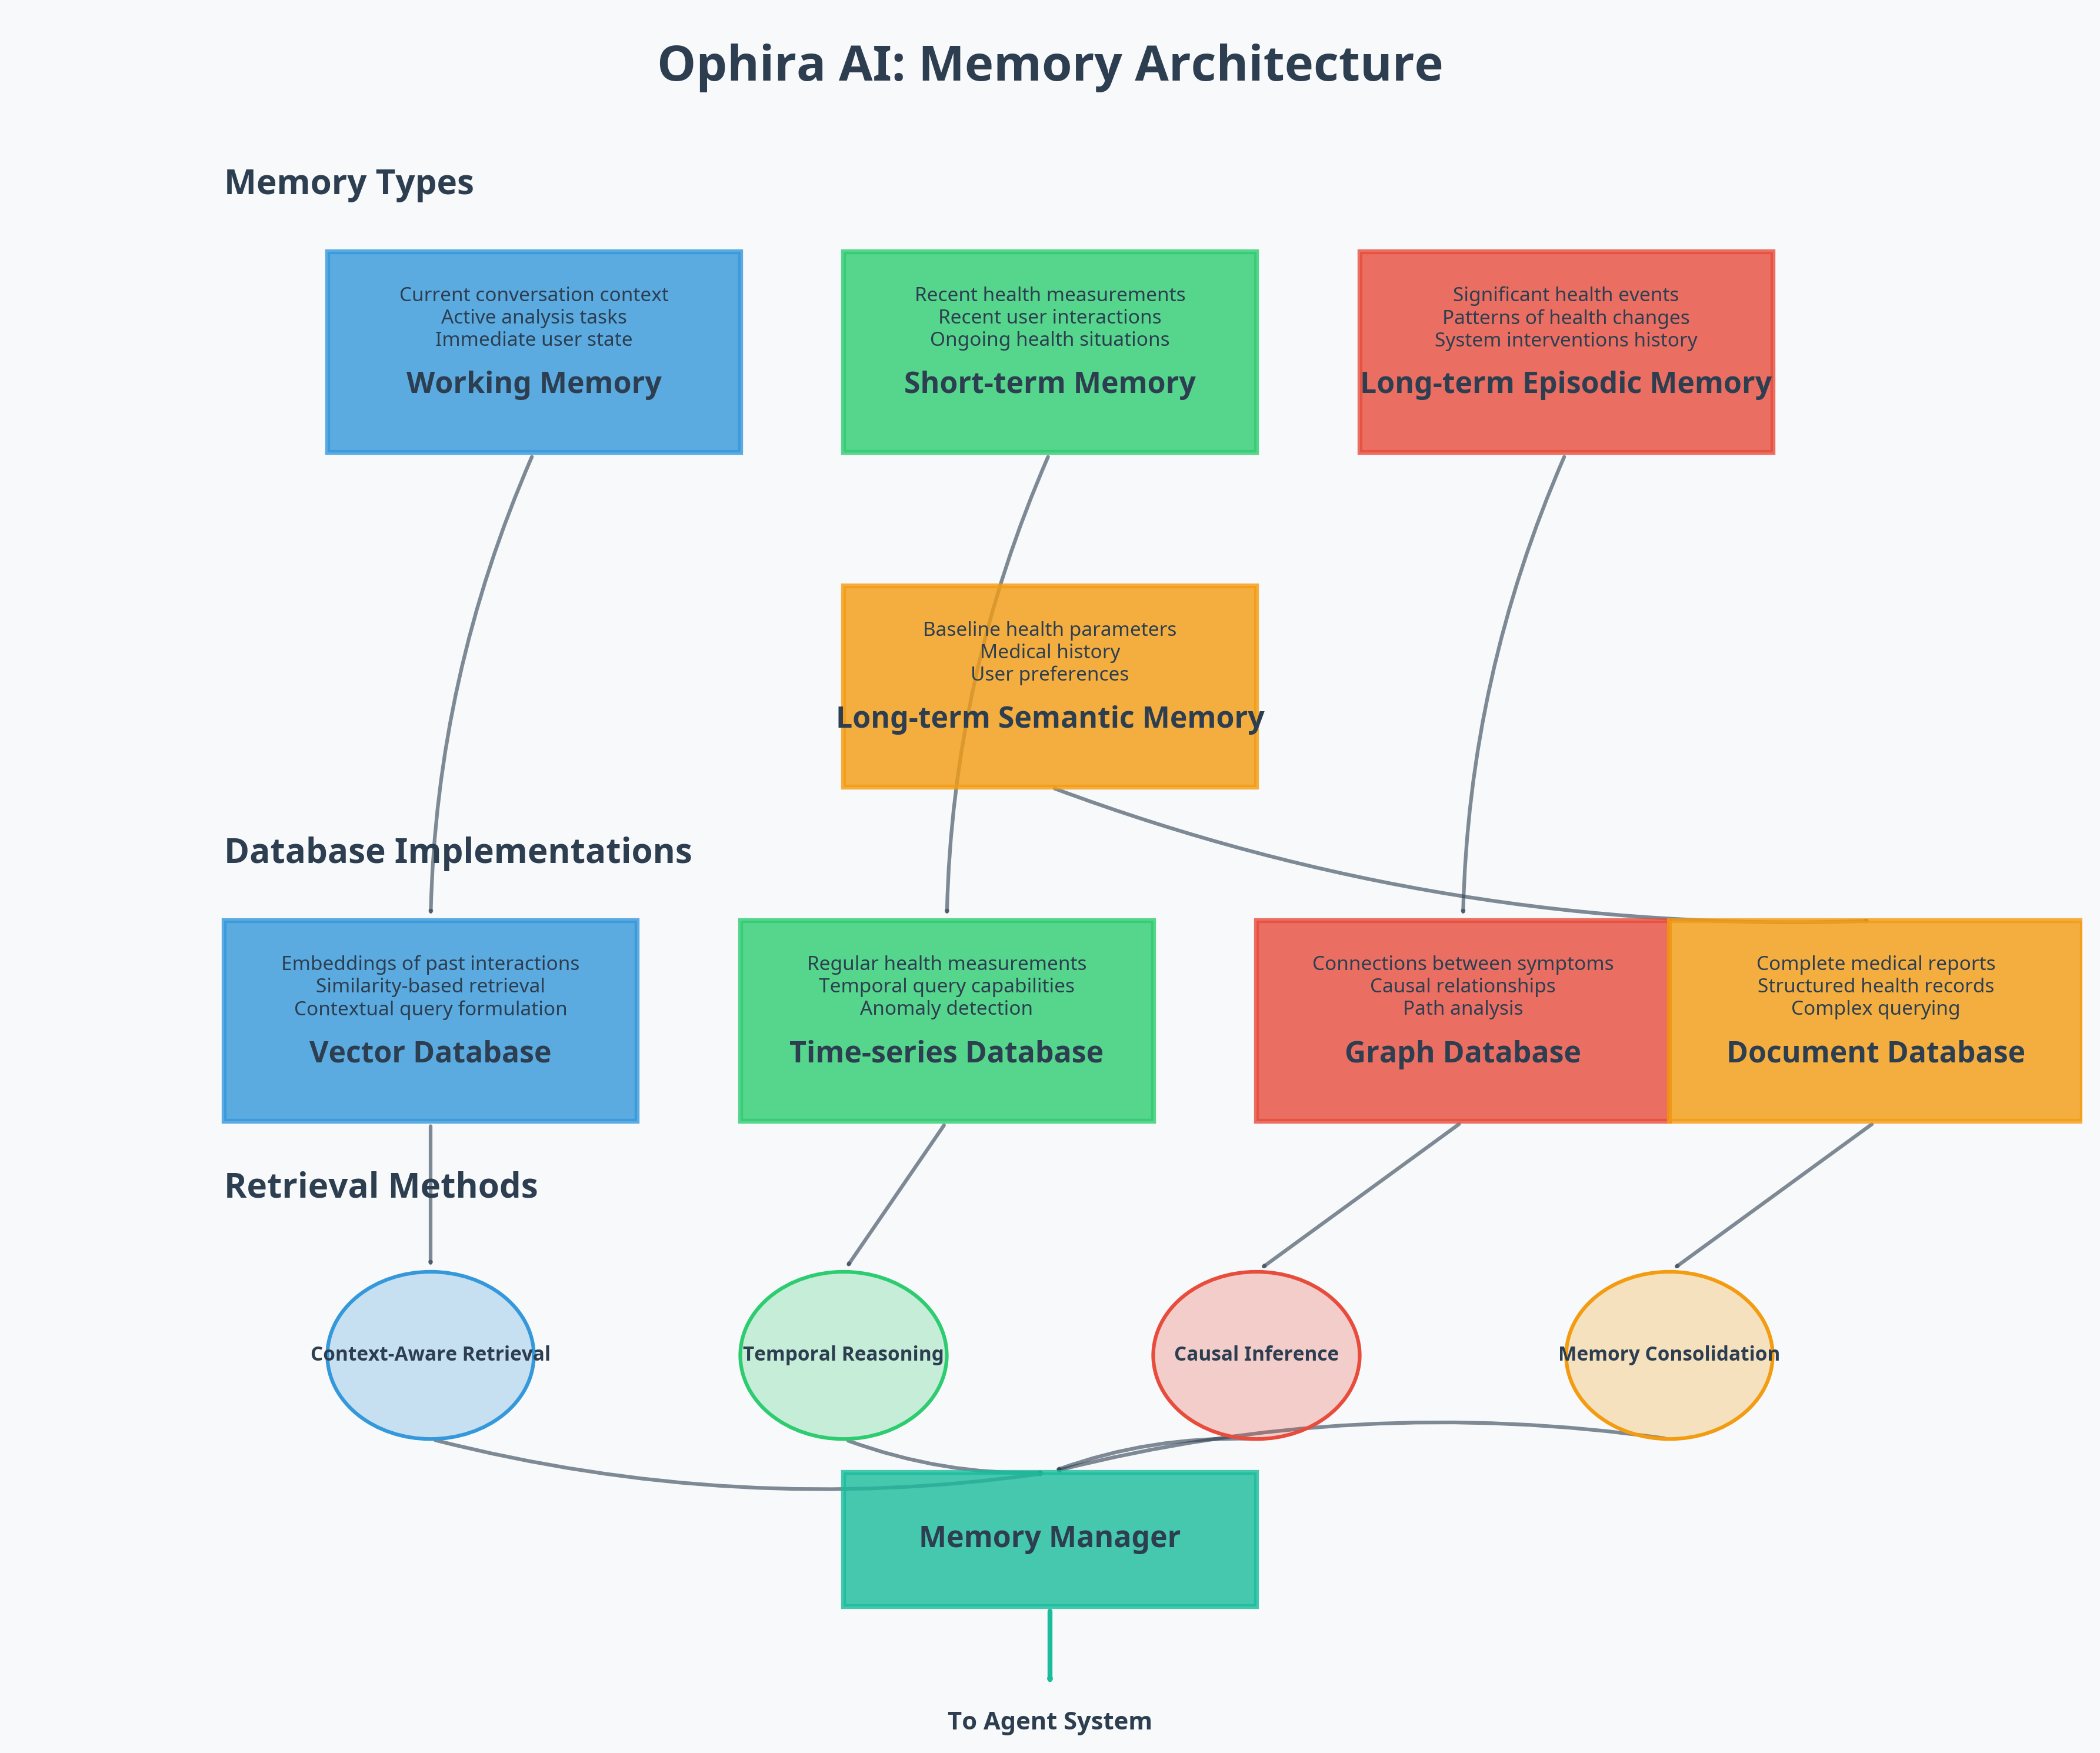 Ophira AI: Memory Architecture
Memory Types
Current conversation context
Active analysis tasks
Immediate user state
Working Memory
Recent health measurements
Recent user interactions
Ongoing health situations
Short-term Memory
Significant health events
Patterns of health changes
System interventions history
Long-term Episodic Memory
Baseline health parameters
Medical history
User preferences
Long-term Semantic Memory
Database Implementations
Embeddings of past interactions
Similarity-based retrieval
Contextual query formulation
Vector Database
Regular health measurements
Temporal query capabilities
Anomaly detection
Time-series Database
Connections between symptoms
Causal relationships
Path analysis
Graph Database
Complete medical reports
Structured health records
Complex querying
Document Database
Retrieval Methods
Context-Aware Retrieval
Temporal Reasoning
Causal Inference
Memory Consolidation
Memory Manager
To Agent System